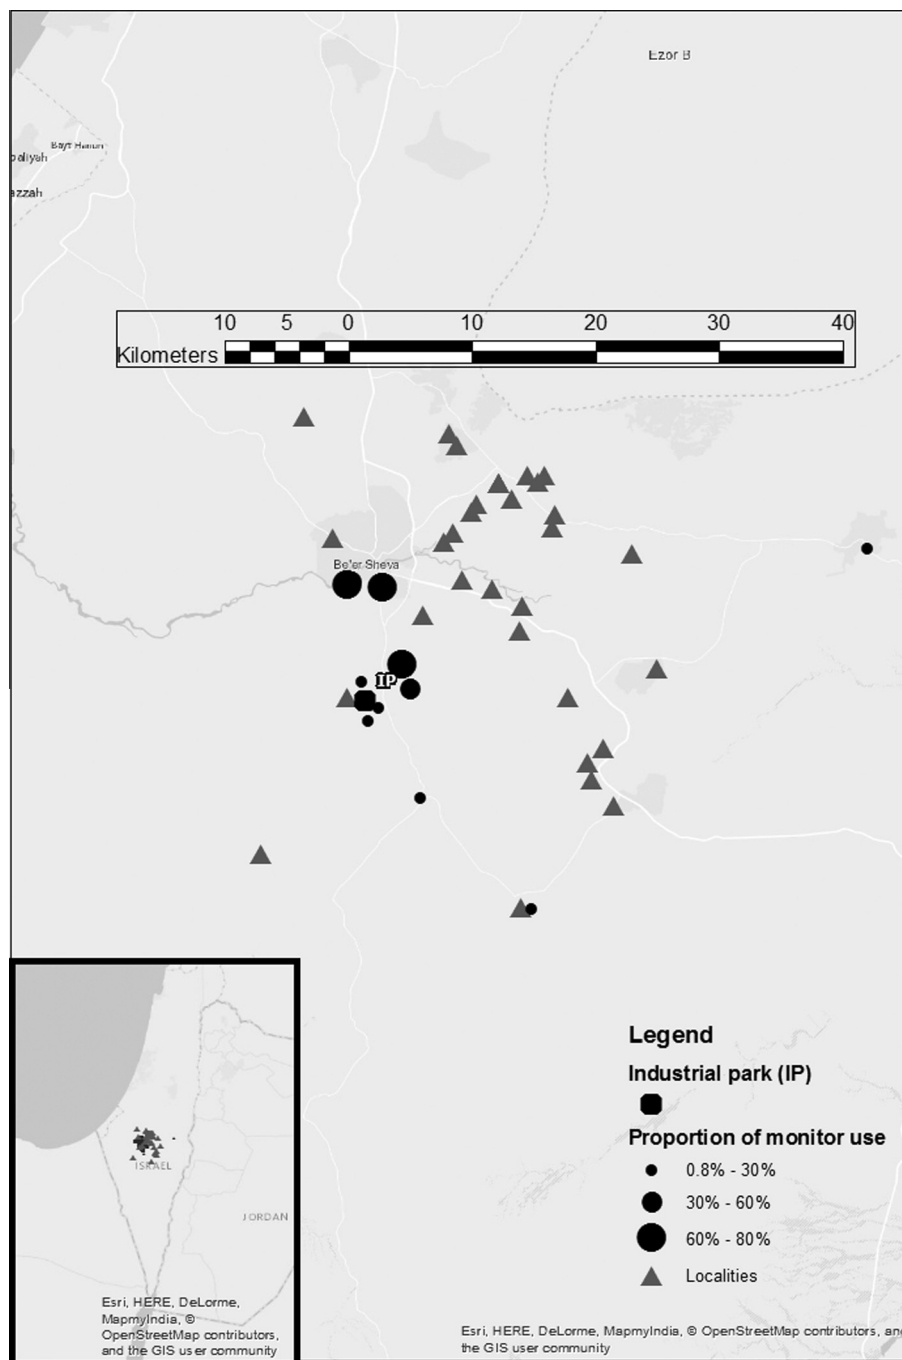 Ezor B
Bayt Hanun
baliyah
azzah
10 5 0 10 20 30 40
Kilometers
Be'er Sheva
IP
Legend
Industrial park (IP)
Proportion of monitor use
0.8% - 30%
30% - 60%
60% - 80%
Localities
ISRAEL
JORDAN
Esri, HERE, DeLorme,
MapmyIndia, ©
OpenStreetMap contributors,
and the GIS user community
Esri, HERE, DeLorme, MapmyIndia, © OpenStreetMap contributors, and
the GIS user community